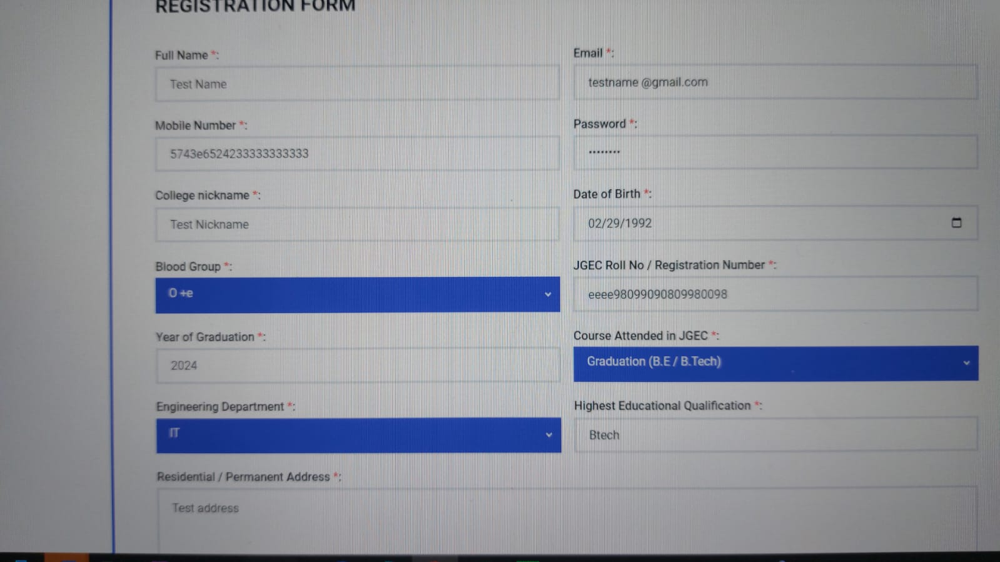 REGISTRATION FORM
Full Name *:
Test Name
Email *:
testname @gmail.com
Mobile Number *:
5743e6524233333333333
Password *:
••••••••
College nickname *:
Test Nickname
Date of Birth *:
02/29/1992
Blood Group *:
O +e
JGEC Roll No / Registration Number *:
eeee98099090809980098
Year of Graduation *:
2024
Course Attended in JGEC *:
Graduation (B.E / B.Tech)
Engineering Department *:
IT
Highest Educational Qualification *:
Btech
Residential / Permanent Address *:
Test address